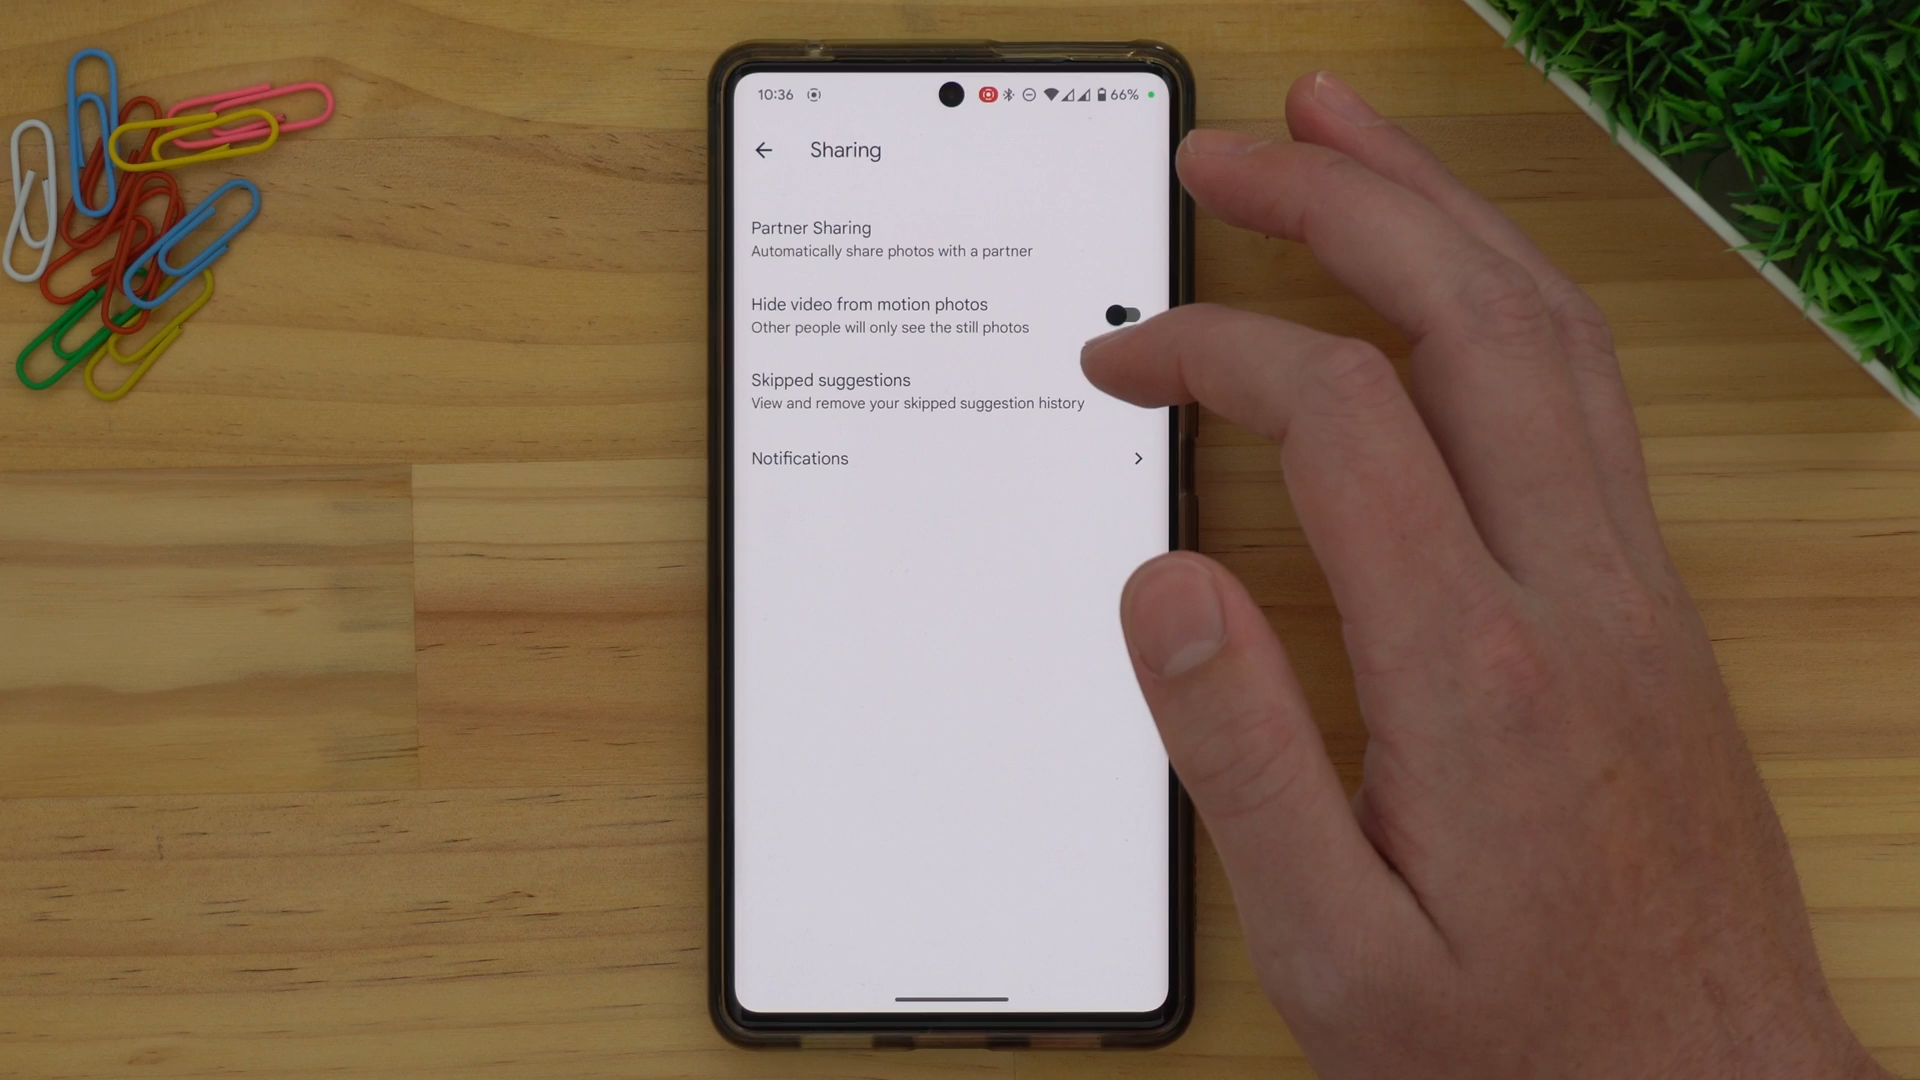 10:36
66%
Sharing
Partner Sharing
Automatically share photos with a partner
Hide video from motion photos
Other people will only see the still photos
Skipped suggestions
View and remove your skipped suggestion history
Notifications